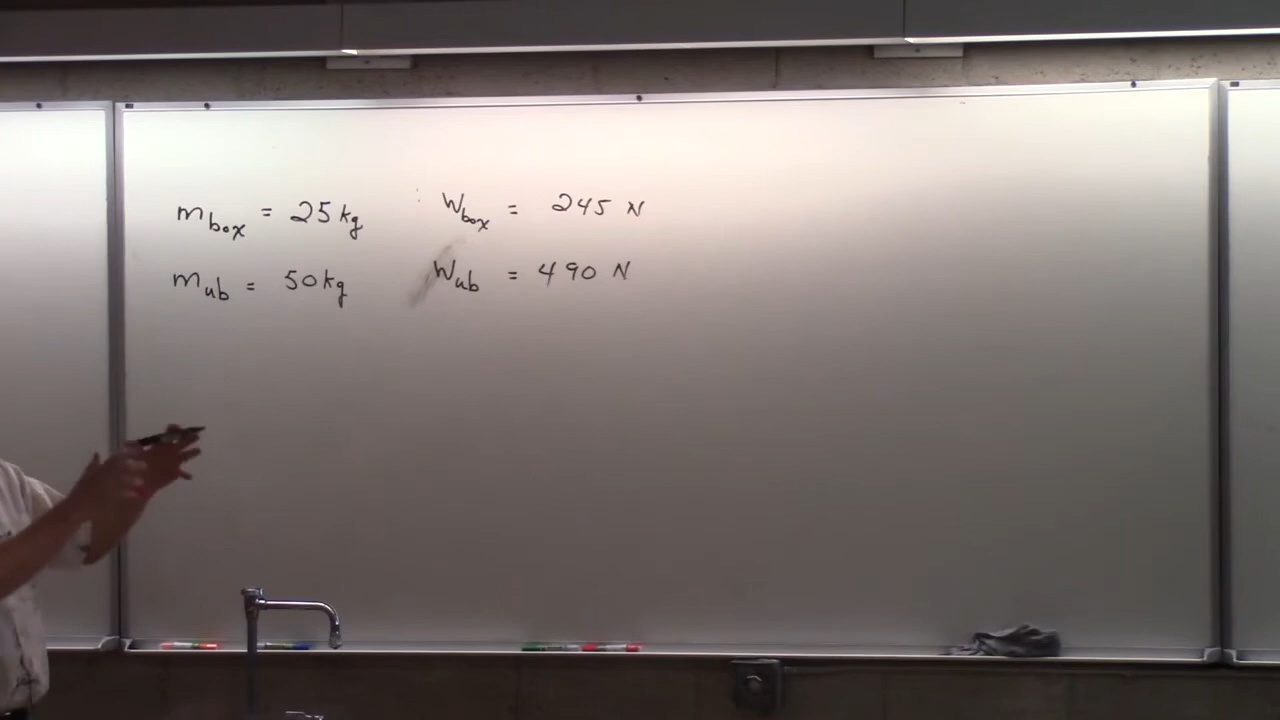 m_box = 25 kg W_box = 245 N
m_ub = 50 kg W_ub = 490 N